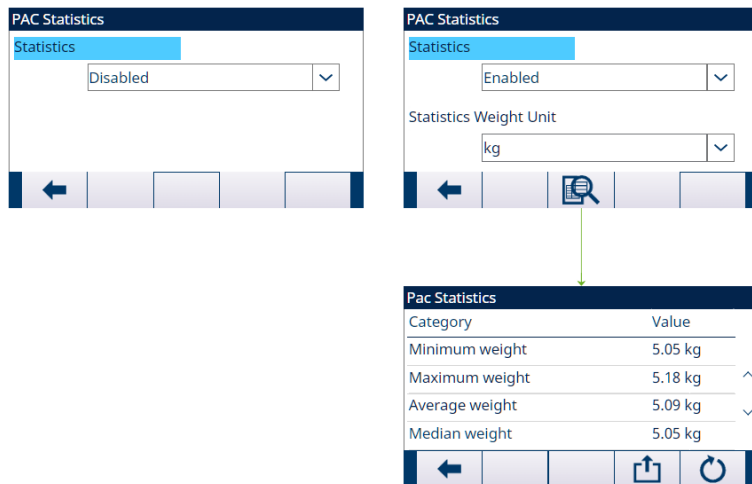 PAC Statistics
Statistics
Disabled
PAC Statistics
Statistics
Enabled
Statistics Weight Unit
kg
Pac Statistics
Category Value
Minimum weight 5.05 kg
Maximum weight 5.18 kg
Average weight 5.09 kg
Median weight 5.05 kg